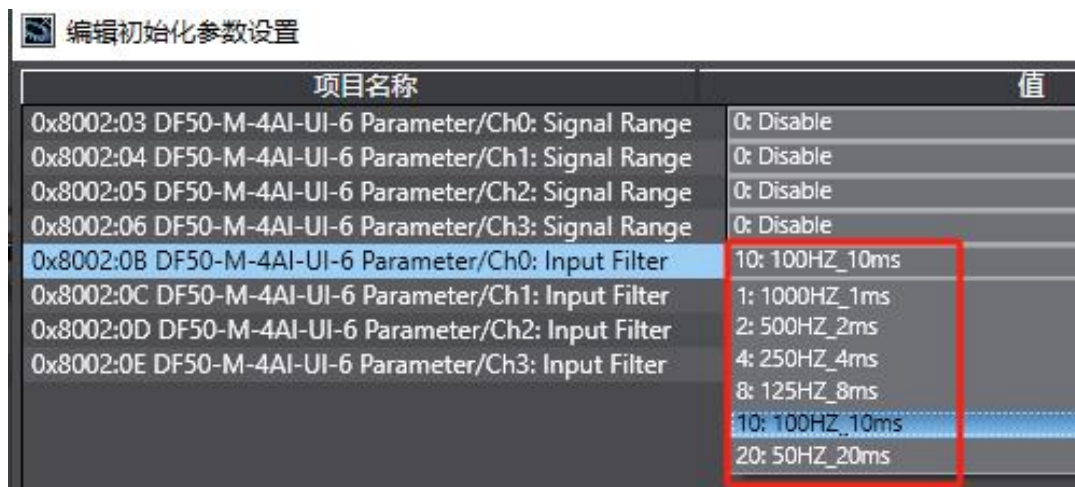 编辑初始化参数设置
项目名称 值
0x8002:03 DF50-M-4AI-UI-6 Parameter/Ch0: Signal Range 0: Disable
0x8002:04 DF50-M-4AI-UI-6 Parameter/Ch1: Signal Range 0: Disable
0x8002:05 DF50-M-4AI-UI-6 Parameter/Ch2: Signal Range 0: Disable
0x8002:06 DF50-M-4AI-UI-6 Parameter/Ch3: Signal Range 0: Disable
0x8002:0B DF50-M-4AI-UI-6 Parameter/Ch0: Input Filter 10: 100HZ_10ms
0x8002:0C DF50-M-4AI-UI-6 Parameter/Ch1: Input Filter 1: 1000HZ_1ms
0x8002:0D DF50-M-4AI-UI-6 Parameter/Ch2: Input Filter 2: 500HZ_2ms
0x8002:0E DF50-M-4AI-UI-6 Parameter/Ch3: Input Filter 4: 250HZ_4ms
8: 125HZ_8ms
10: 100HZ_10ms
20: 50HZ_20ms